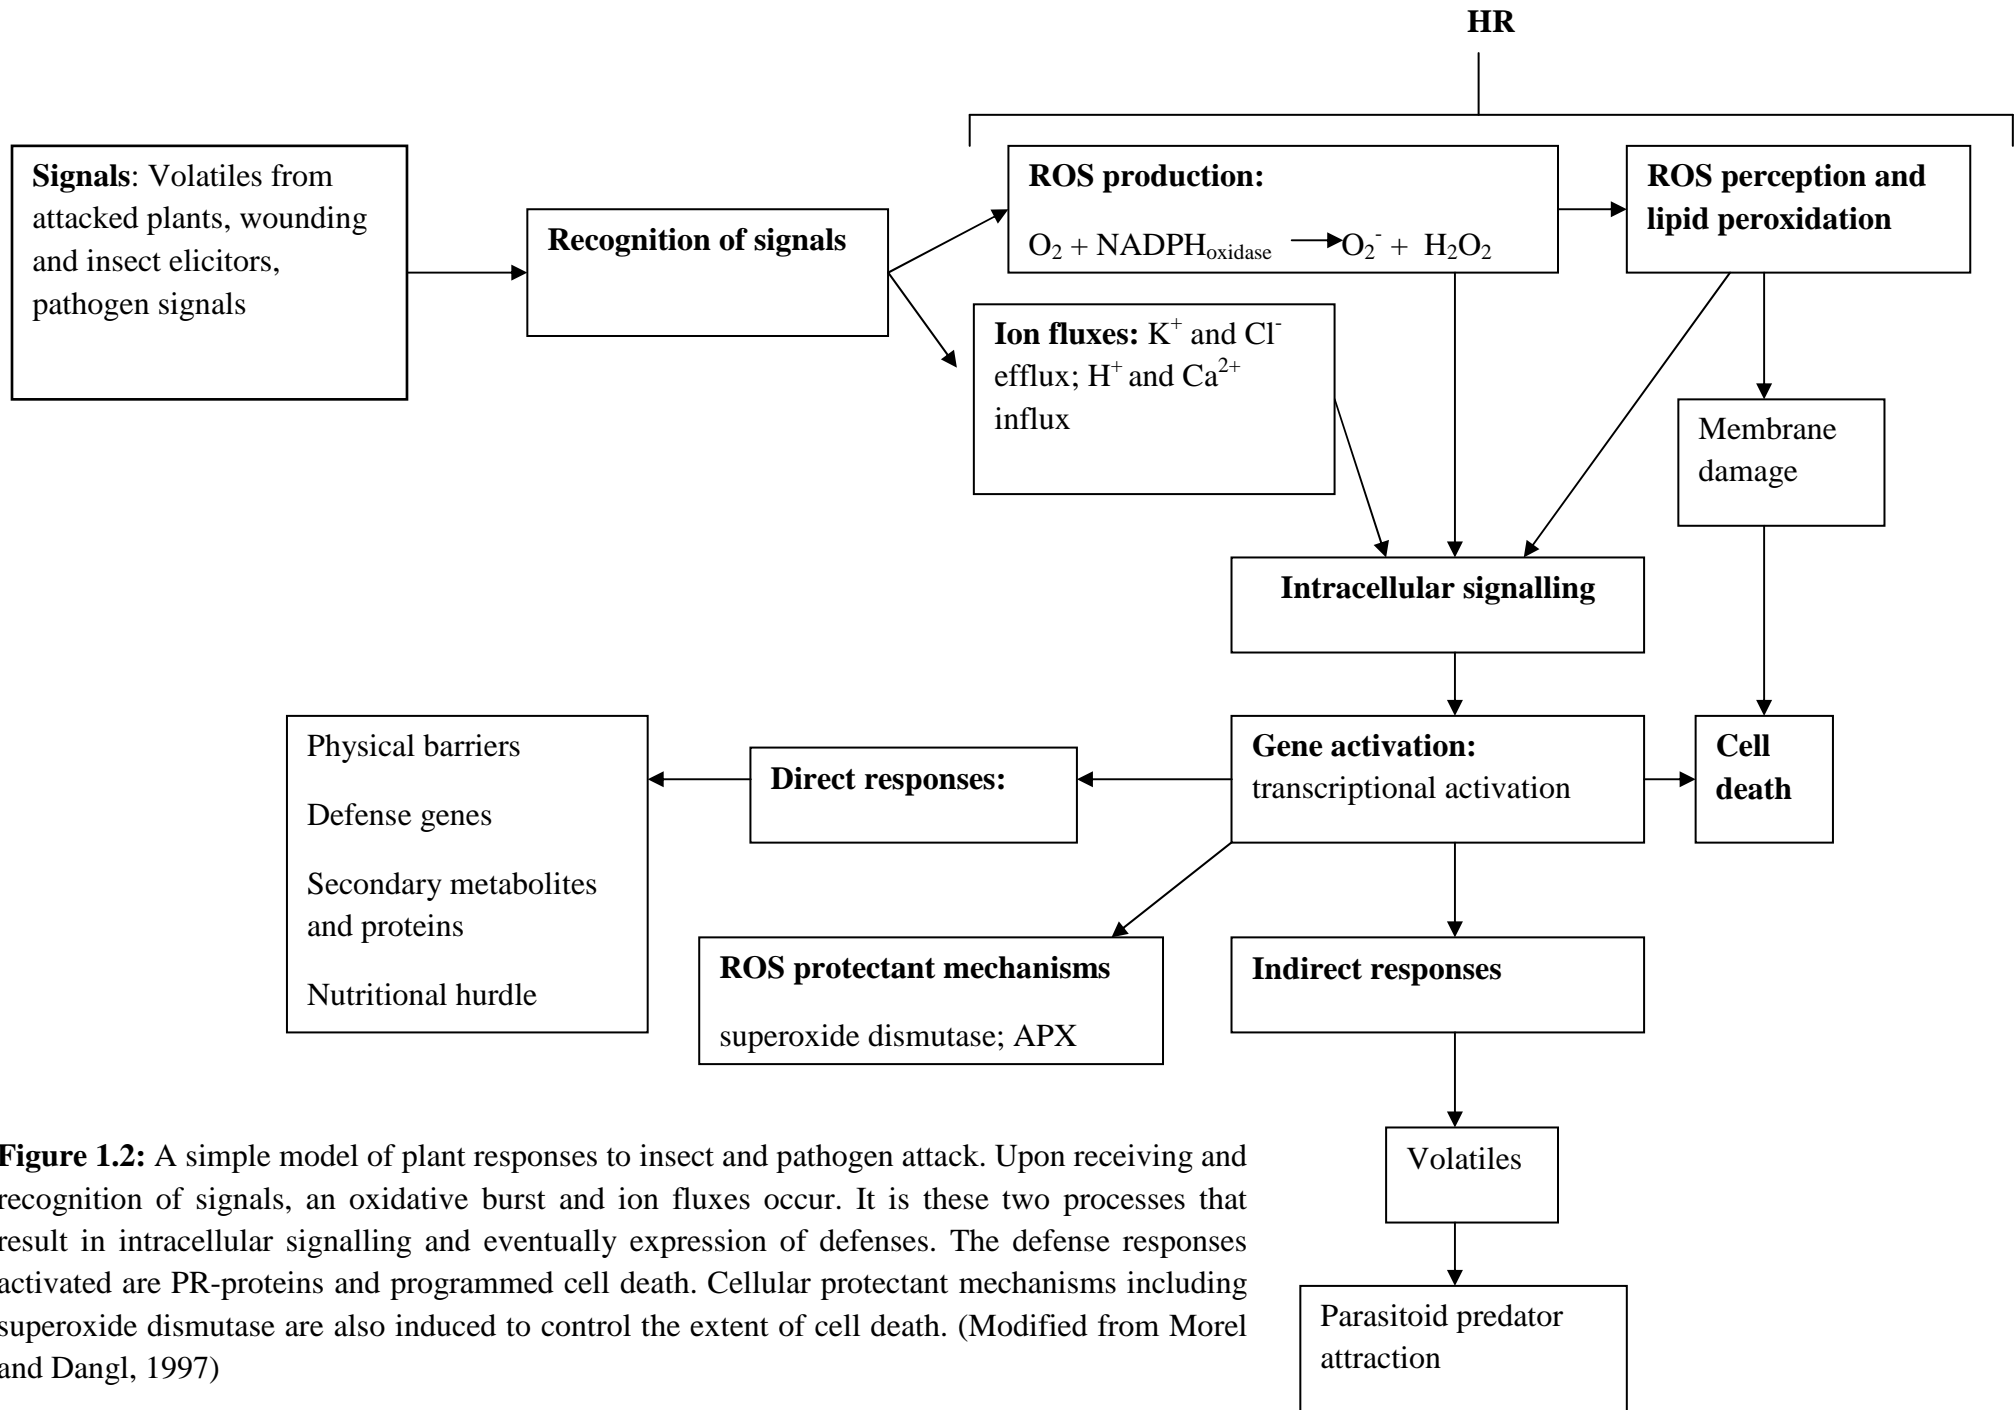 HR
Signals: Volatiles from
attacked plants, wounding
and insect elicitors,
pathogen signals
Recognition of signals
ROS production:
O₂ + NADPHoxidase → O₂⁻ + H₂O₂
ROS perception and
lipid peroxidation
Ion fluxes: K⁺ and Cl⁻
efflux; H⁺ and Ca²⁺
influx
Membrane
damage
Intracellular signalling
Physical barriers
Defense genes
Secondary metabolites
and proteins
Nutritional hurdle
Direct responses:
Gene activation:
transcriptional activation
Cell
death
ROS protectant mechanisms
superoxide dismutase; APX
Indirect responses
Volatiles
Parasitoid predator
attraction
Figure 1.2: A simple model of plant responses to insect and pathogen attack. Upon receiving and
recognition of signals, an oxidative burst and ion fluxes occur. It is these two processes that
result in intracellular signalling and eventually expression of defenses. The defense responses
activated are PR-proteins and programmed cell death. Cellular protectant mechanisms including
superoxide dismutase are also induced to control the extent of cell death. (Modified from Morel
and Dangl, 1997)